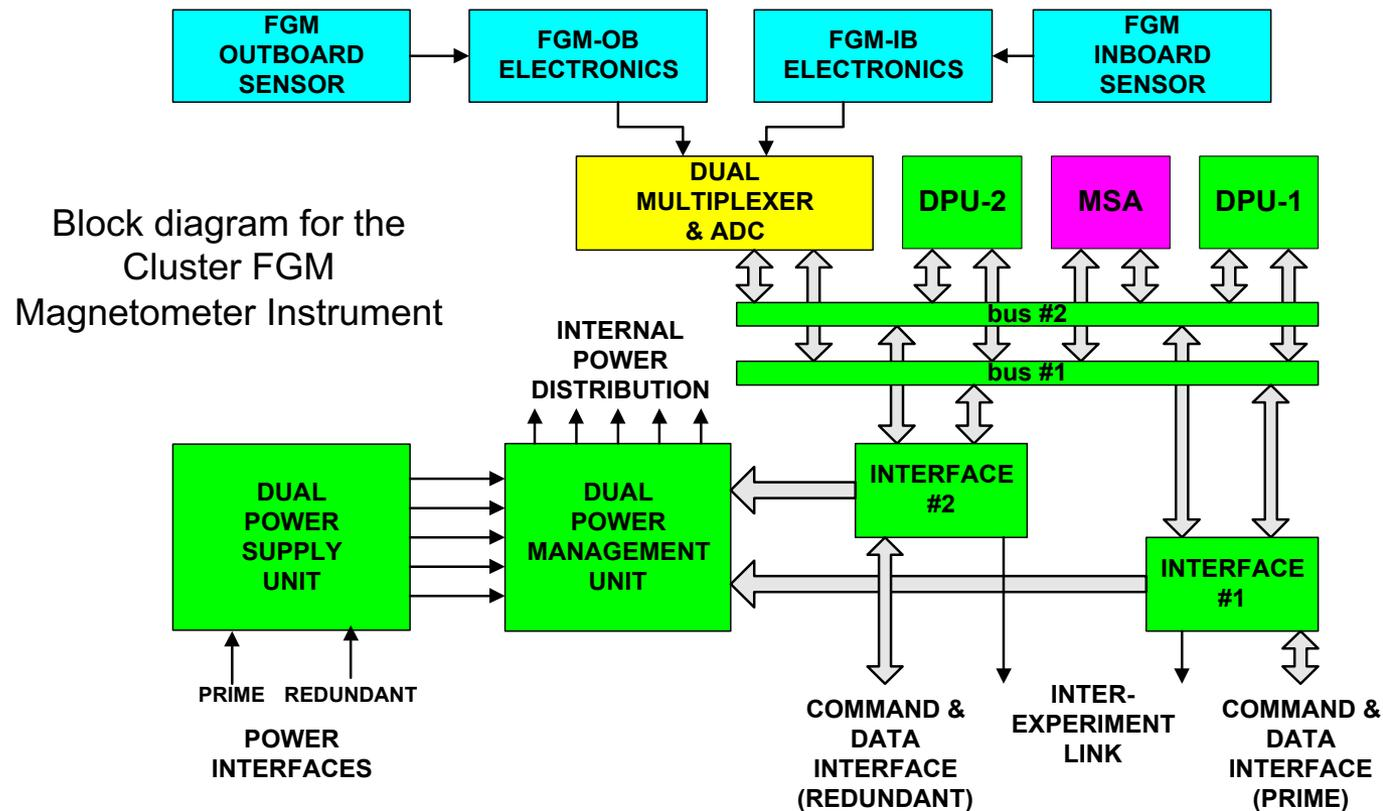 FGM
OUTBOARD
SENSOR
FGM-OB
ELECTRONICS
FGM-IB
ELECTRONICS
FGM
INBOARD
SENSOR
Block diagram for the
Cluster FGM
Magnetometer Instrument
DUAL
MULTIPLEXER
& ADC
DPU-2
MSA
DPU-1
bus #2
bus #1
INTERNAL
POWER
DISTRIBUTION
DUAL
POWER
SUPPLY
UNIT
DUAL
POWER
MANAGEMENT
UNIT
INTERFACE
#2
INTERFACE
#1
PRIME
REDUNDANT
POWER
INTERFACES
COMMAND &
DATA
INTERFACE
(REDUNDANT)
INTER-
EXPERIMENT
LINK
COMMAND &
DATA
INTERFACE
(PRIME)